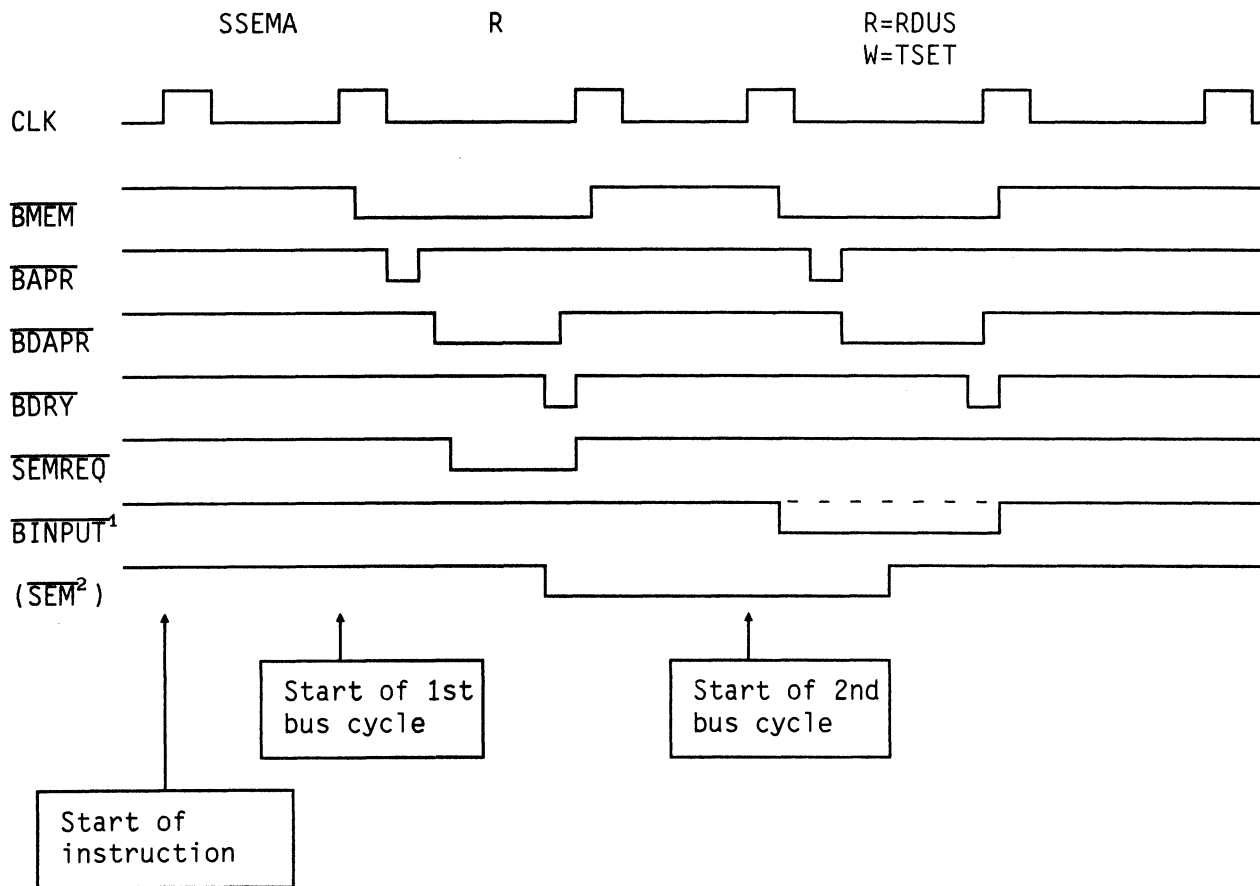 SSEMA R R=RDUS
W=TSET
CLK
BMEM
BAPR
BDAPR
BDRY
SEMREQ
BINPUT¹
(SEM²)
Start of 1st
bus cycle
Start of 2nd
bus cycle
Start of
instruction